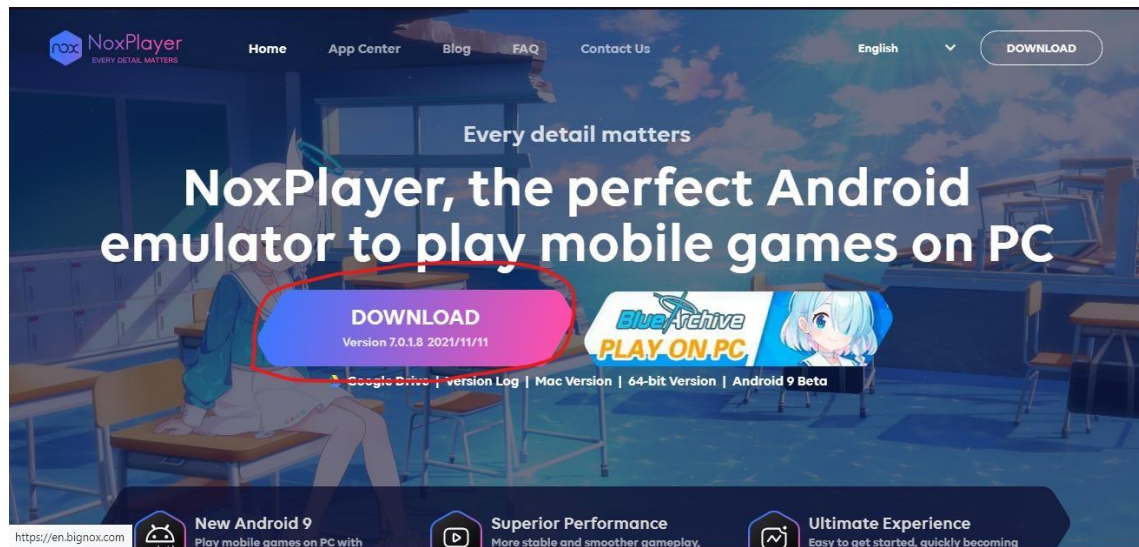 nox NoxPlayer
EVERY DETAIL MATTERS
Home App Center Blog FAQ Contact Us English DOWNLOAD
Every detail matters
NoxPlayer, the perfect Android
emulator to play mobile games on PC
DOWNLOAD
Version 7.0.1.8 2021/11/11
Blue Archive
PLAY ON PC
Google Drive | Version Log | Mac Version | 64-bit Version | Android 9 Beta
New Android 9
Play mobile games on PC with
Superior Performance
More stable and smoother gameplay,
Ultimate Experience
Easy to get started, quickly becoming
https://en.bignox.com